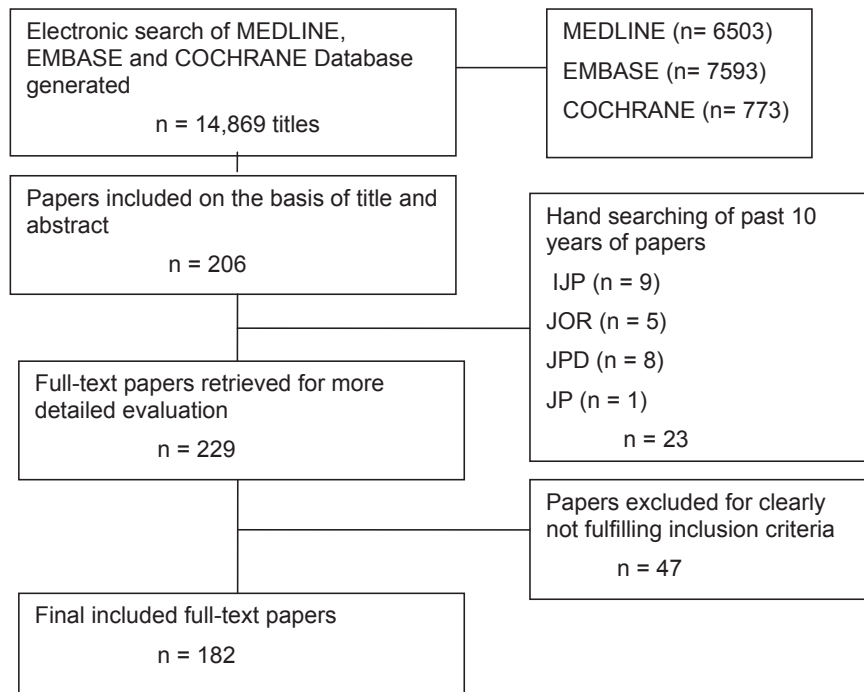 Electronic search of MEDLINE,
EMBASE and COCHRANE Database
generated
n = 14,869 titles
MEDLINE (n= 6503)
EMBASE (n= 7593)
COCHRANE (n= 773)
Papers included on the basis of title and
abstract
n = 206
Hand searching of past 10
years of papers
IJP (n = 9)
JOR (n = 5)
JPD (n = 8)
JP (n = 1)
n = 23
Full-text papers retrieved for more
detailed evaluation
n = 229
Papers excluded for clearly
not fulfilling inclusion criteria
n = 47
Final included full-text papers
n = 182